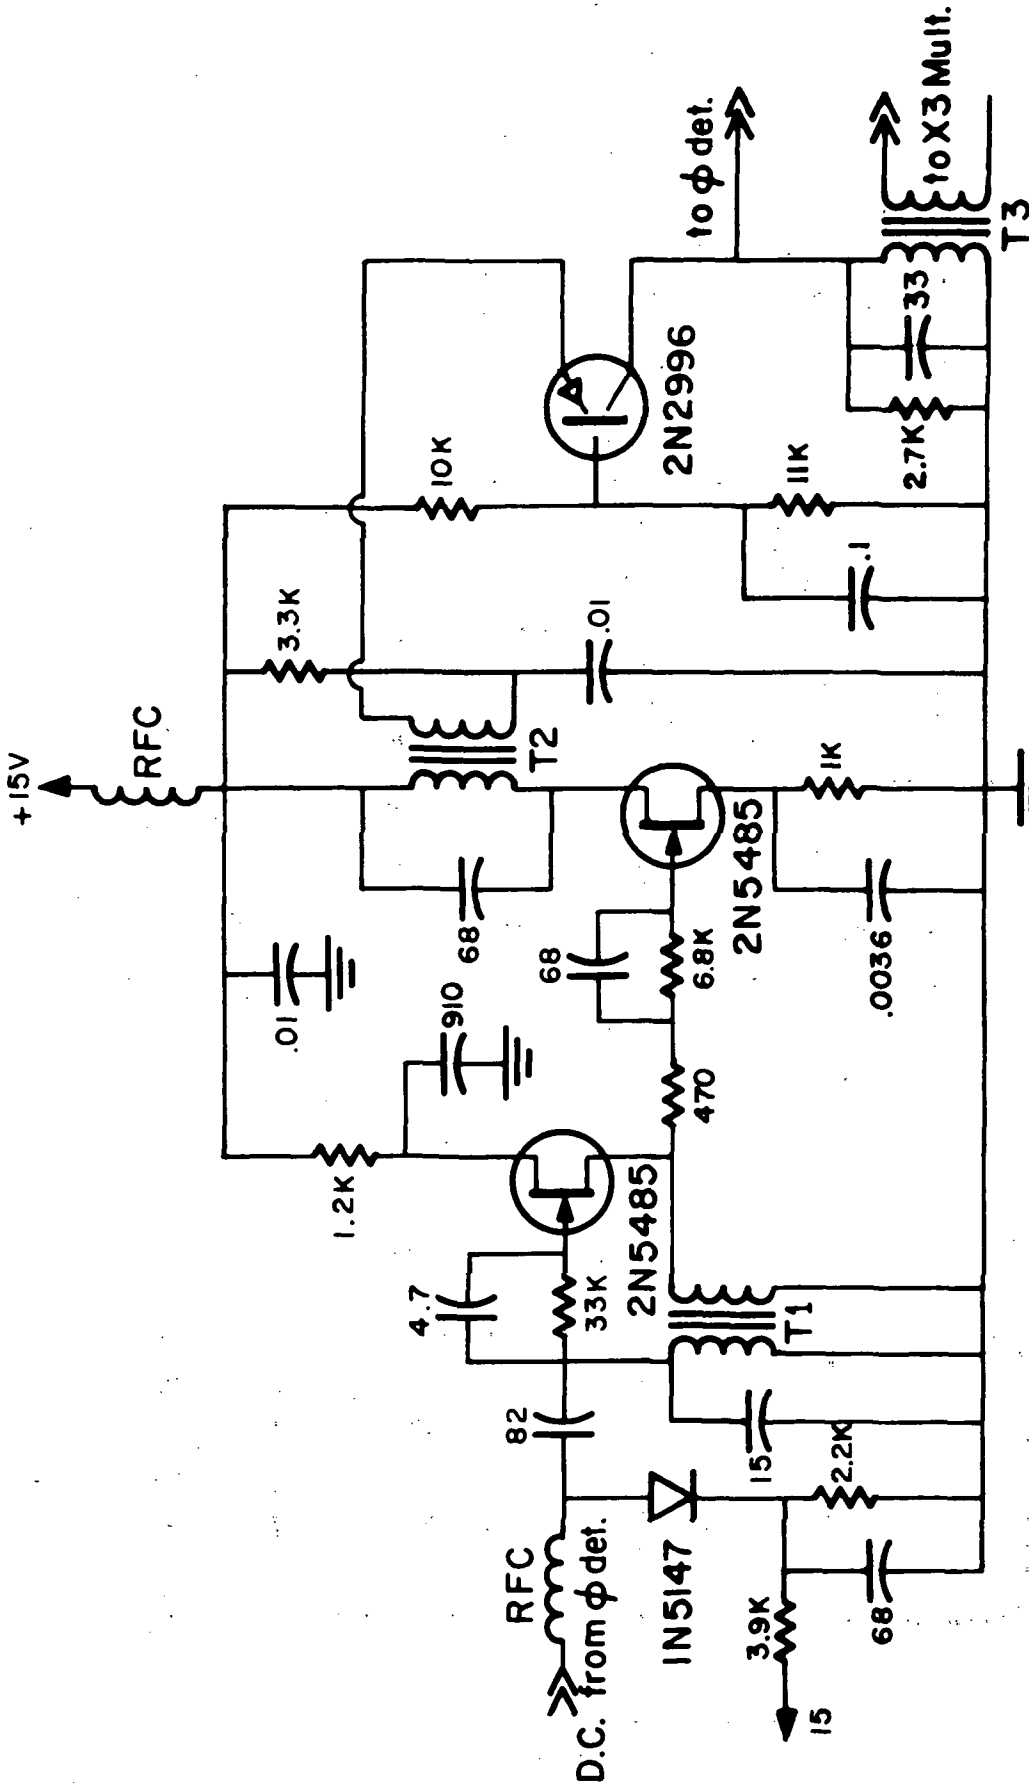 +15V
RFC
3.3K
10K
to ϕ det.
to X3 Mult.
.01
910
68
T2
.01
2N2996
1.2K
4.7
33K
2N5485
68
6.8K
470
2N5485
1K
.0036
.1
11K
2.7K
33
T3
RFC
D.C. from ϕ det.
82
1N5147
15
T1
2.2K
3.9K
68
15